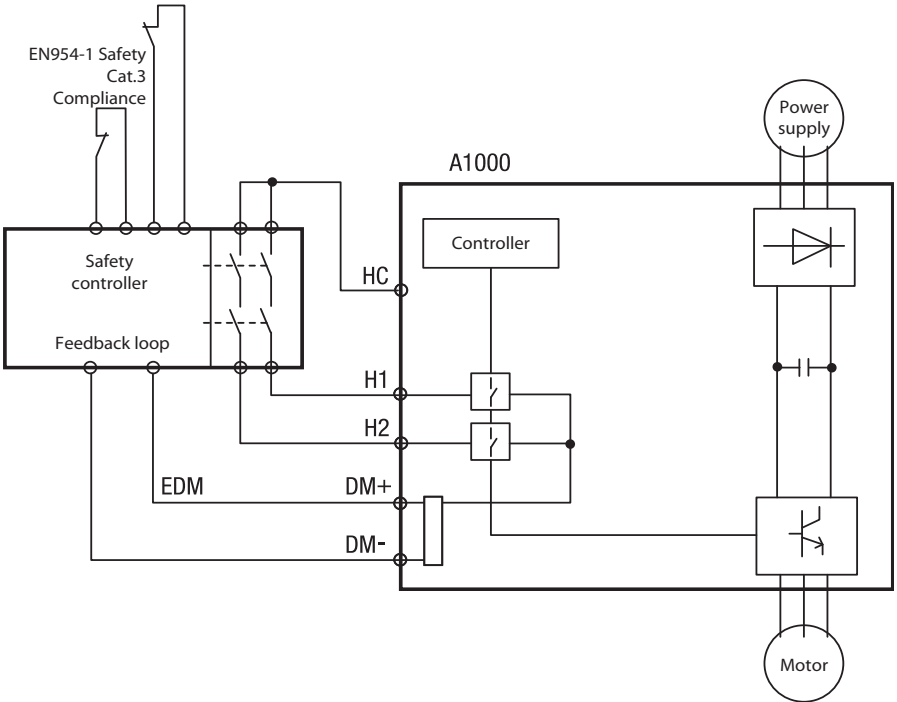 EN954-1 Safety
Cat.3
Compliance
Power
supply
A1000
Controller
Safety
controller
HC
Feedback loop
H1
H2
EDM
DM+
DM-
Motor